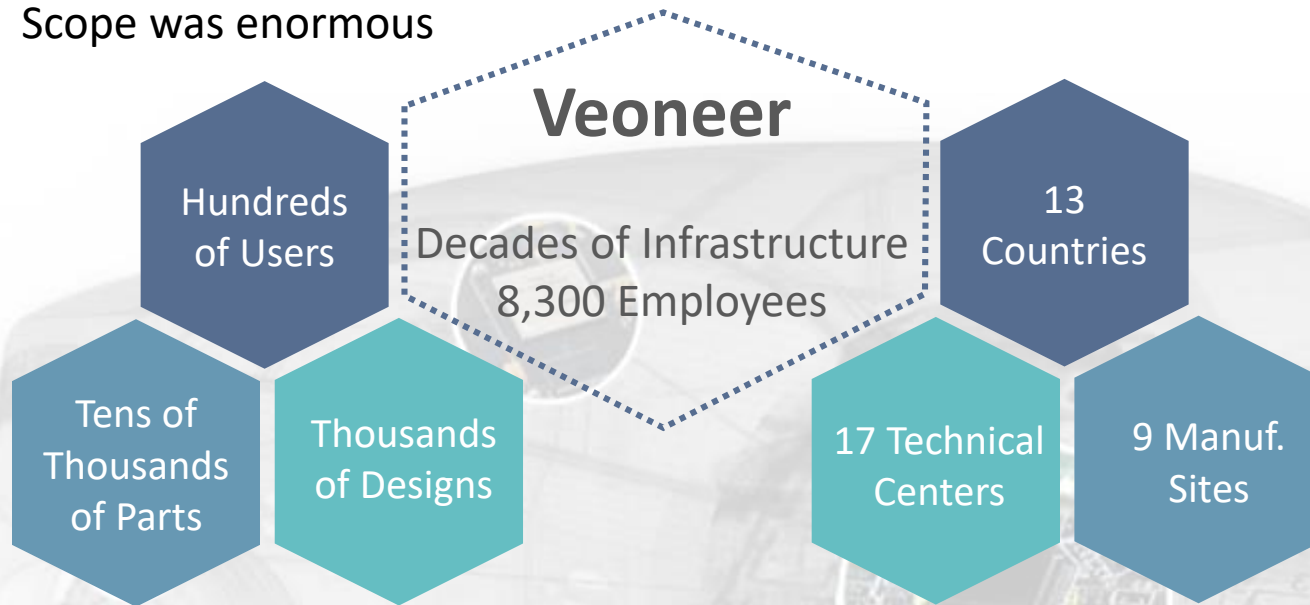 Scope was enormous
Veoneer
Decades of Infrastructure
8,300 Employees
Hundreds
of Users
Tens of
Thousands
of Parts
Thousands
of Designs
13
Countries
17 Technical
Centers
9 Manuf.
Sites